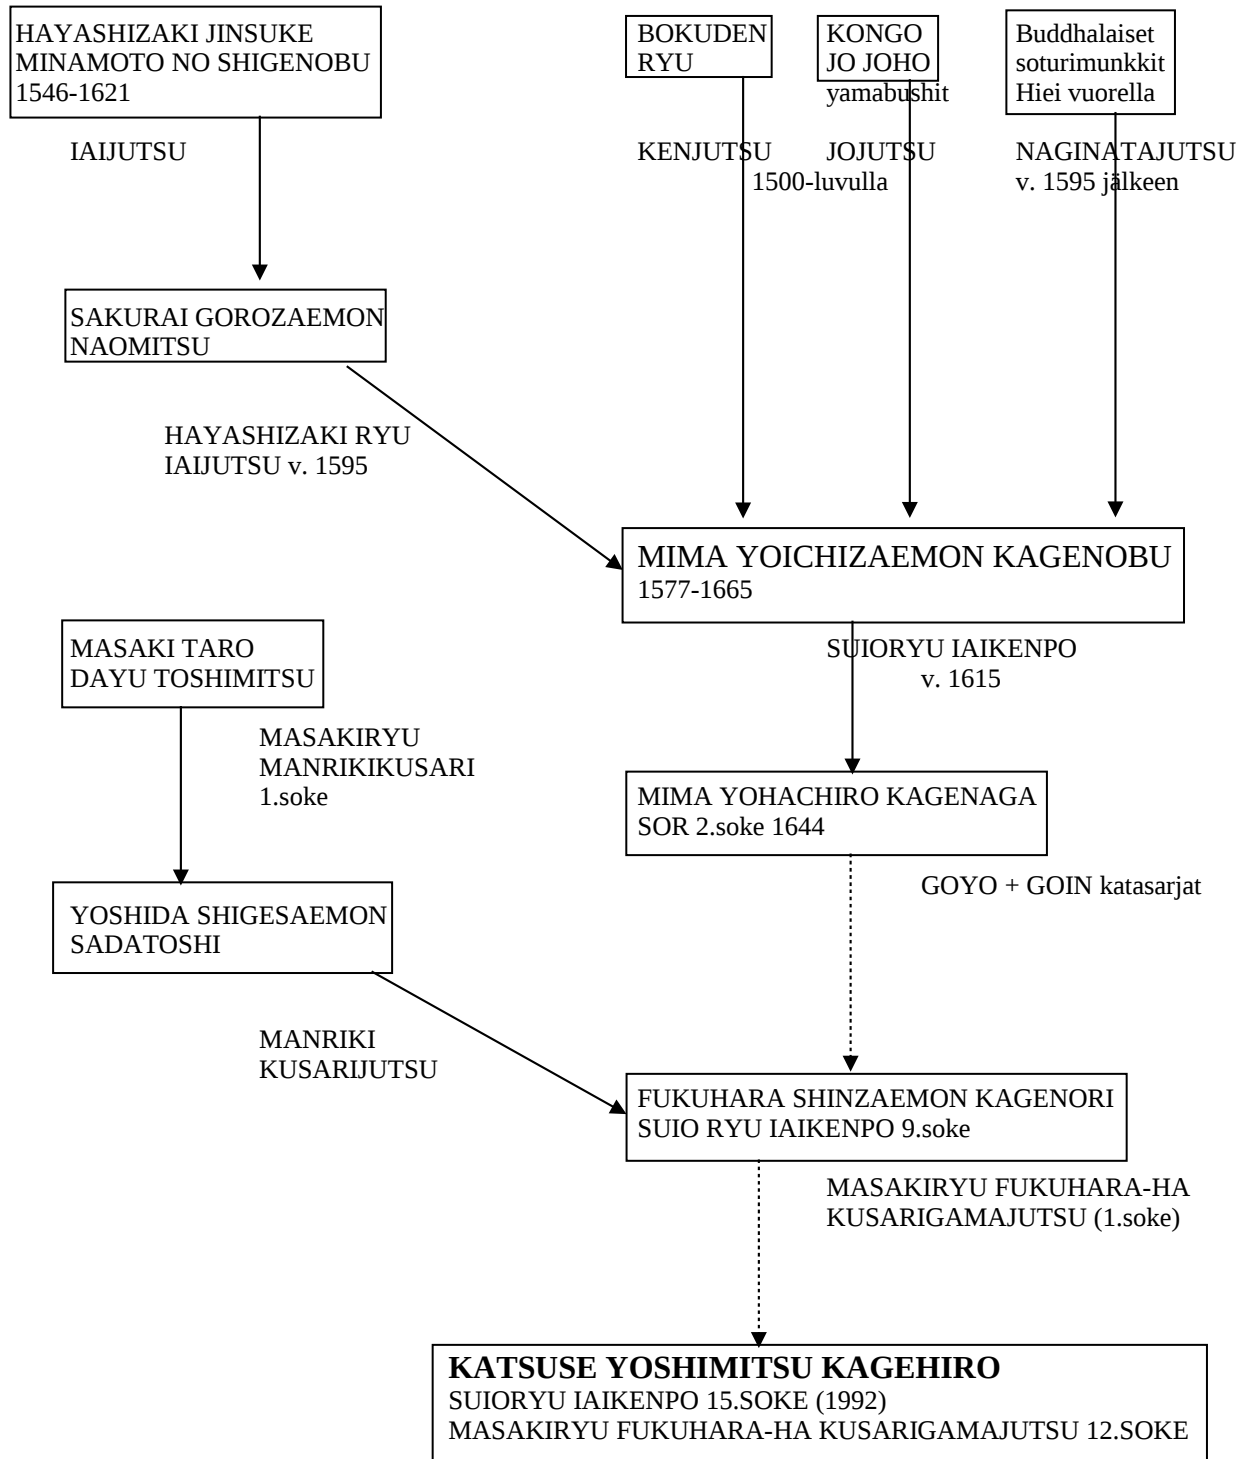 HAYASHIZAKI JINSUKE
MINAMOTO NO SHIGENOBU
1546-1621
BOKUDEN
RYU
KONGO
JO JOHO
yamabushit
Buddhalaiset
soturimunkkit
Hiei vuorella
IAIJUTSU
KENJUTSU
JOJUTSU
1500-luvulla
NAGINATAJUTSU
v. 1595 jälkeen
SAKURAI GOROZAEMON
NAOMITSU
HAYASHIZAKI RYU
IAIJUTSU v. 1595
MIMA YOICHIZAEMON KAGENOBU
1577-1665
MASAKI TARO
DAYU TOSHIMITSU
SUIORYU IAIKENPO
v. 1615
MASAKIRYU
MANRIKIKUSARI
1.soke
MIMA YOHACHIRO KAGENAGA
SOR 2.soke 1644
GOYO + GOIN katasarjat
YOSHIDA SHIGESAEMON
SADATOSHI
MANRIKI
KUSARIJUTSU
FUKUHARA SHINZAEMON KAGENORI
SUIO RYU IAIKENPO 9.soke
MASAKIRYU FUKUHARA-HA
KUSARIGAMAJUTSU (1.soke)
KATSUSE YOSHIMITSU KAGEHIRO
SUIORYU IAIKENPO 15.SOKE (1992)
MASAKIRYU FUKUHARA-HA KUSARIGAMAJUTSU 12.SOKE